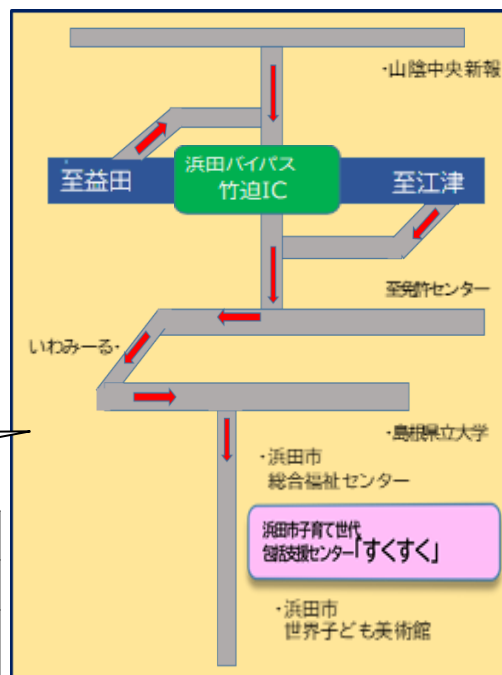 ・山陰中央新報
浜田バイパス
竹迫IC
至益田
至江津
至免許センター
いわみーる・
・島根県立大学
・浜田市
総合福祉センター
浜田市子育て世代
包括支援センター「すくすく」
・浜田市
世界子ども美術館